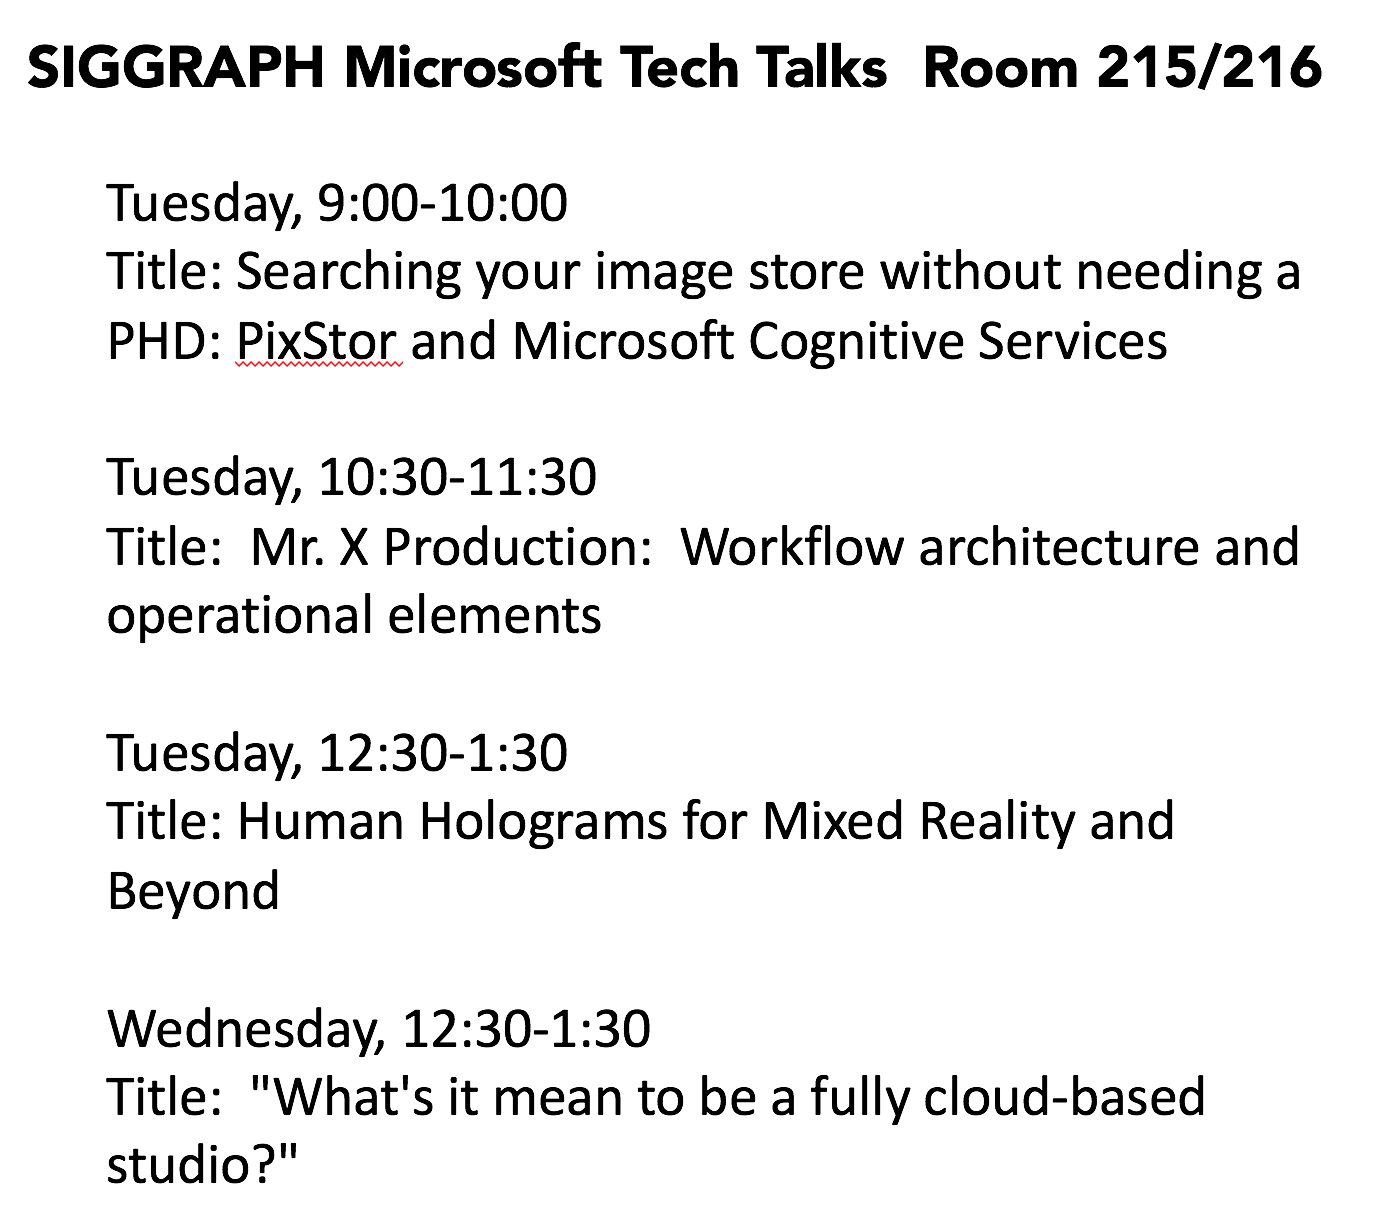 SIGGRAPH Microsoft Tech Talks  Room 215/216
Tuesday, 9:00-10:00
Title: Searching your image store without needing a
PHD: PixStor and Microsoft Cognitive Services
Tuesday, 10:30-11:30
Title:  Mr. X Production:  Workflow architecture and
operational elements
Tuesday, 12:30-1:30
Title: Human Holograms for Mixed Reality and
Beyond
Wednesday, 12:30-1:30
Title:  "What's it mean to be a fully cloud-based
studio?"